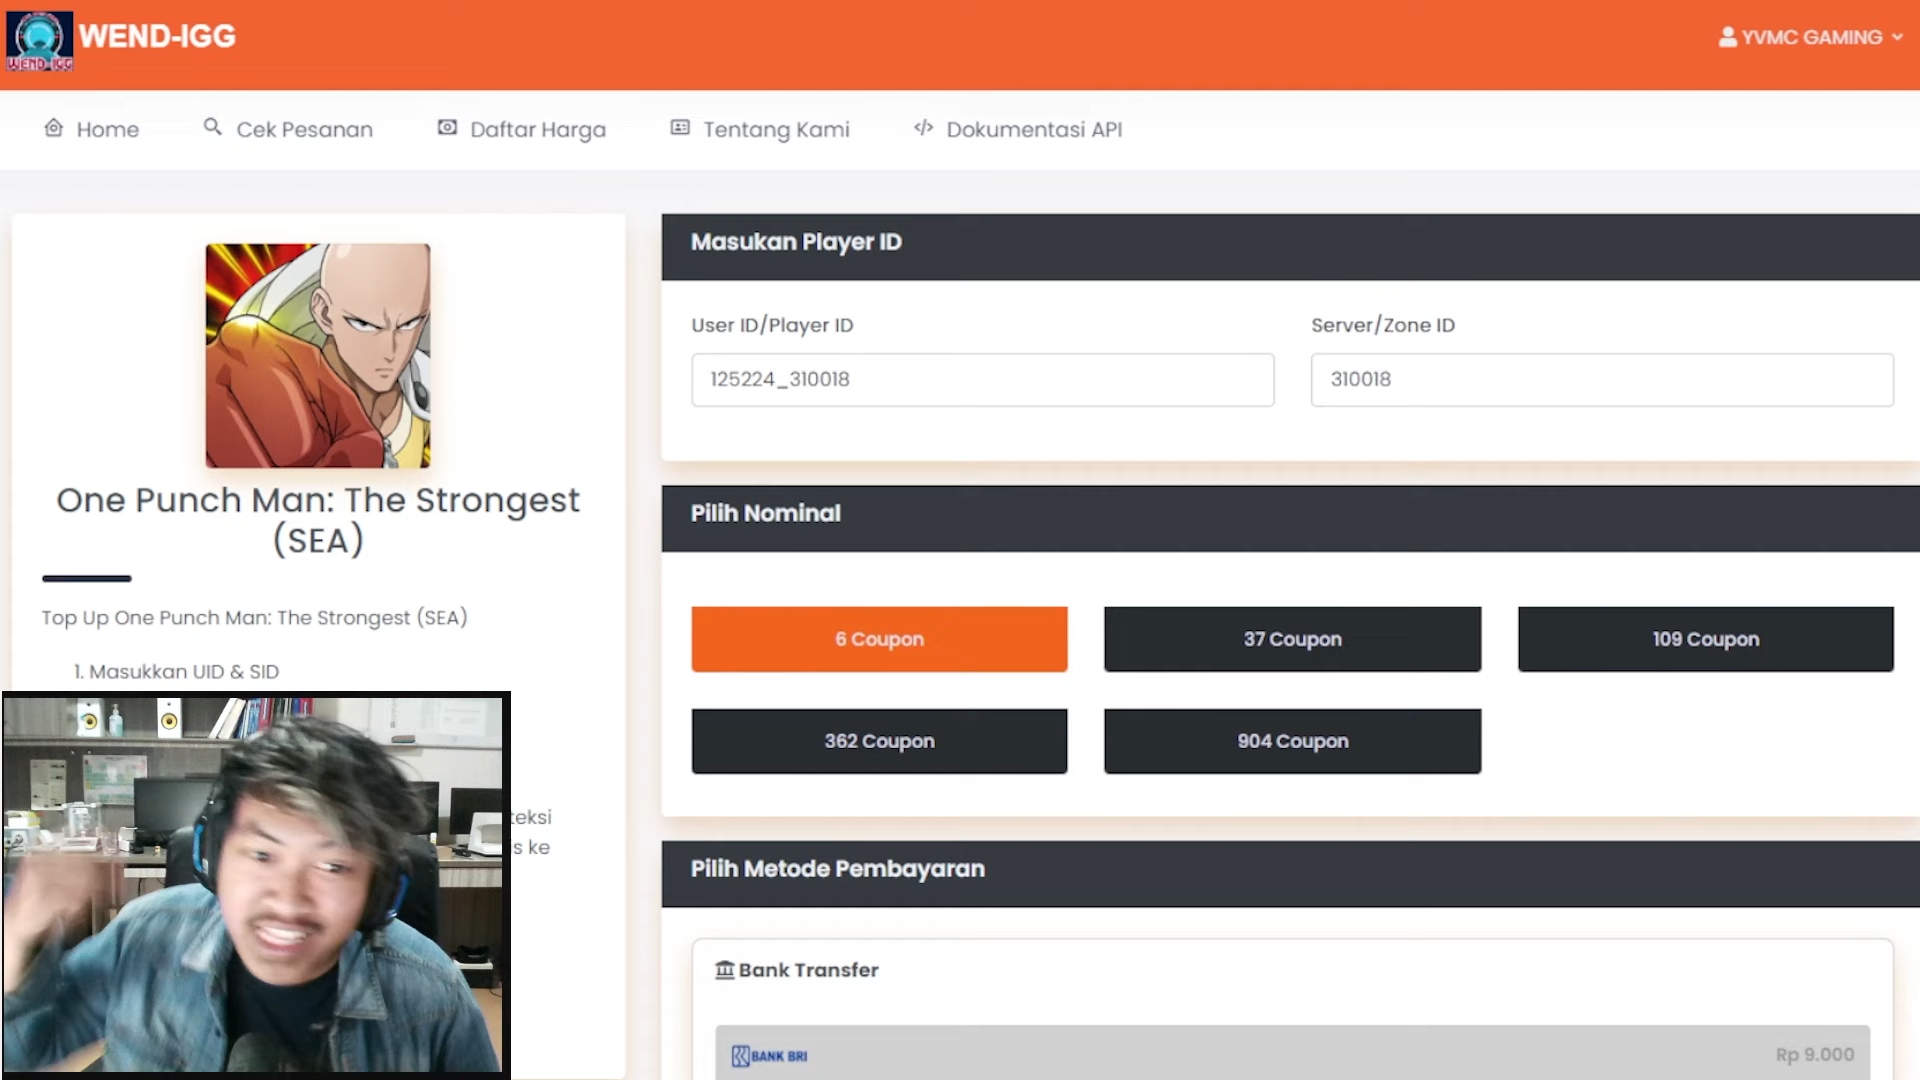 WEND-IGG
WEND-IGG
YVMC GAMING
Home
Cek Pesanan
Daftar Harga
Tentang Kami
Dokumentasi API
One Punch Man: The Strongest
(SEA)
Top Up One Punch Man: The Strongest (SEA)
1. Masukkan UID & SID
teksi
s ke
Masukan Player ID
User ID/Player ID
Server/Zone ID
125224_310018
310018
Pilih Nominal
6 Coupon
37 Coupon
109 Coupon
362 Coupon
904 Coupon
Pilih Metode Pembayaran
Bank Transfer
BANK BRI
Rp 9.000